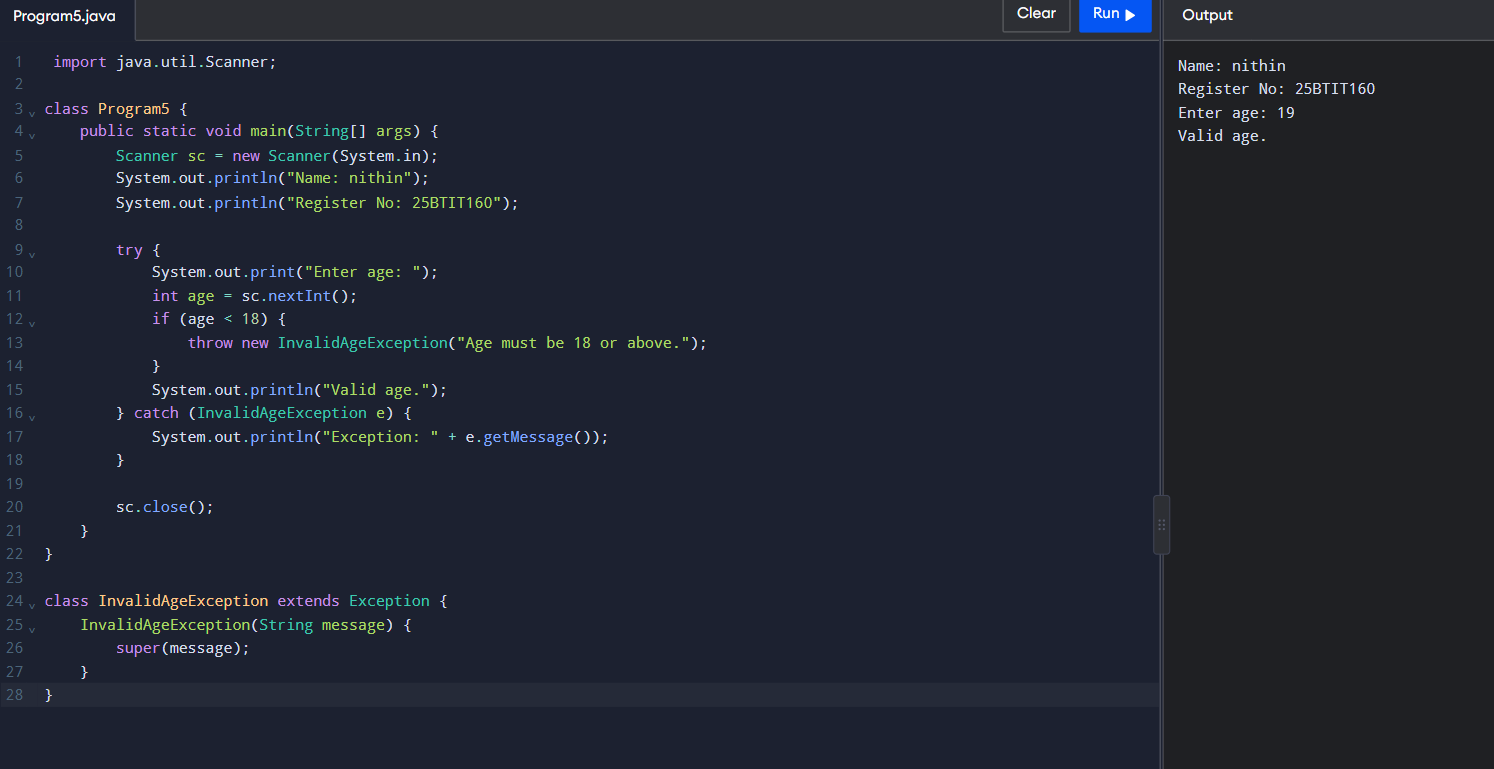 Program5.java
Clear
Run
Output
1 import java.util.Scanner;
2
3 class Program5 {
4     public static void main(String[] args) {
5         Scanner sc = new Scanner(System.in);
6         System.out.println("Name: nithin");
7         System.out.println("Register No: 25BTIT160");
8
9         try {
10             System.out.print("Enter age: ");
11             int age = sc.nextInt();
12             if (age < 18) {
13                 throw new InvalidAgeException("Age must be 18 or above.");
14             }
15             System.out.println("Valid age.");
16         } catch (InvalidAgeException e) {
17             System.out.println("Exception: " + e.getMessage());
18         }
19
20         sc.close();
21     }
22 }
23
24 class InvalidAgeException extends Exception {
25     InvalidAgeException(String message) {
26         super(message);
27     }
28 }
Name: nithin
Register No: 25BTIT160
Enter age: 19
Valid age.